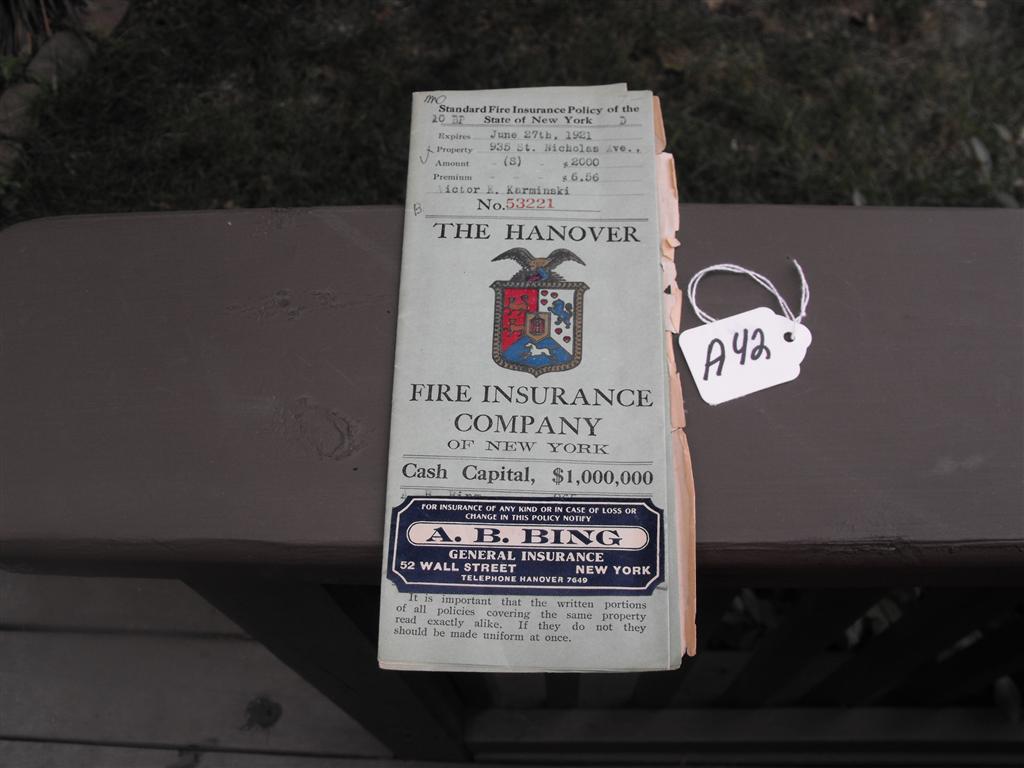 Standard Fire Insurance Policy of the
10 BP State of New York D
Expires June 27th, 1921
Property 935 St. Nicholas Ave.,
Amount - (S) - $2000
Premium - - - $6.56
Victor E. Karminski
No. 53221
THE HANOVER
FIRE INSURANCE
COMPANY
OF NEW YORK
Cash Capital, $1,000,000
FOR INSURANCE OF ANY KIND OR IN CASE OF LOSS OR
CHANGE IN THIS POLICY NOTIFY
A. B. BING
GENERAL INSURANCE
52 WALL STREET NEW YORK
TELEPHONE HANOVER 7649
It is important that the written portions
of all policies covering the same property
read exactly alike. If they do not they
should be made uniform at once.
A42